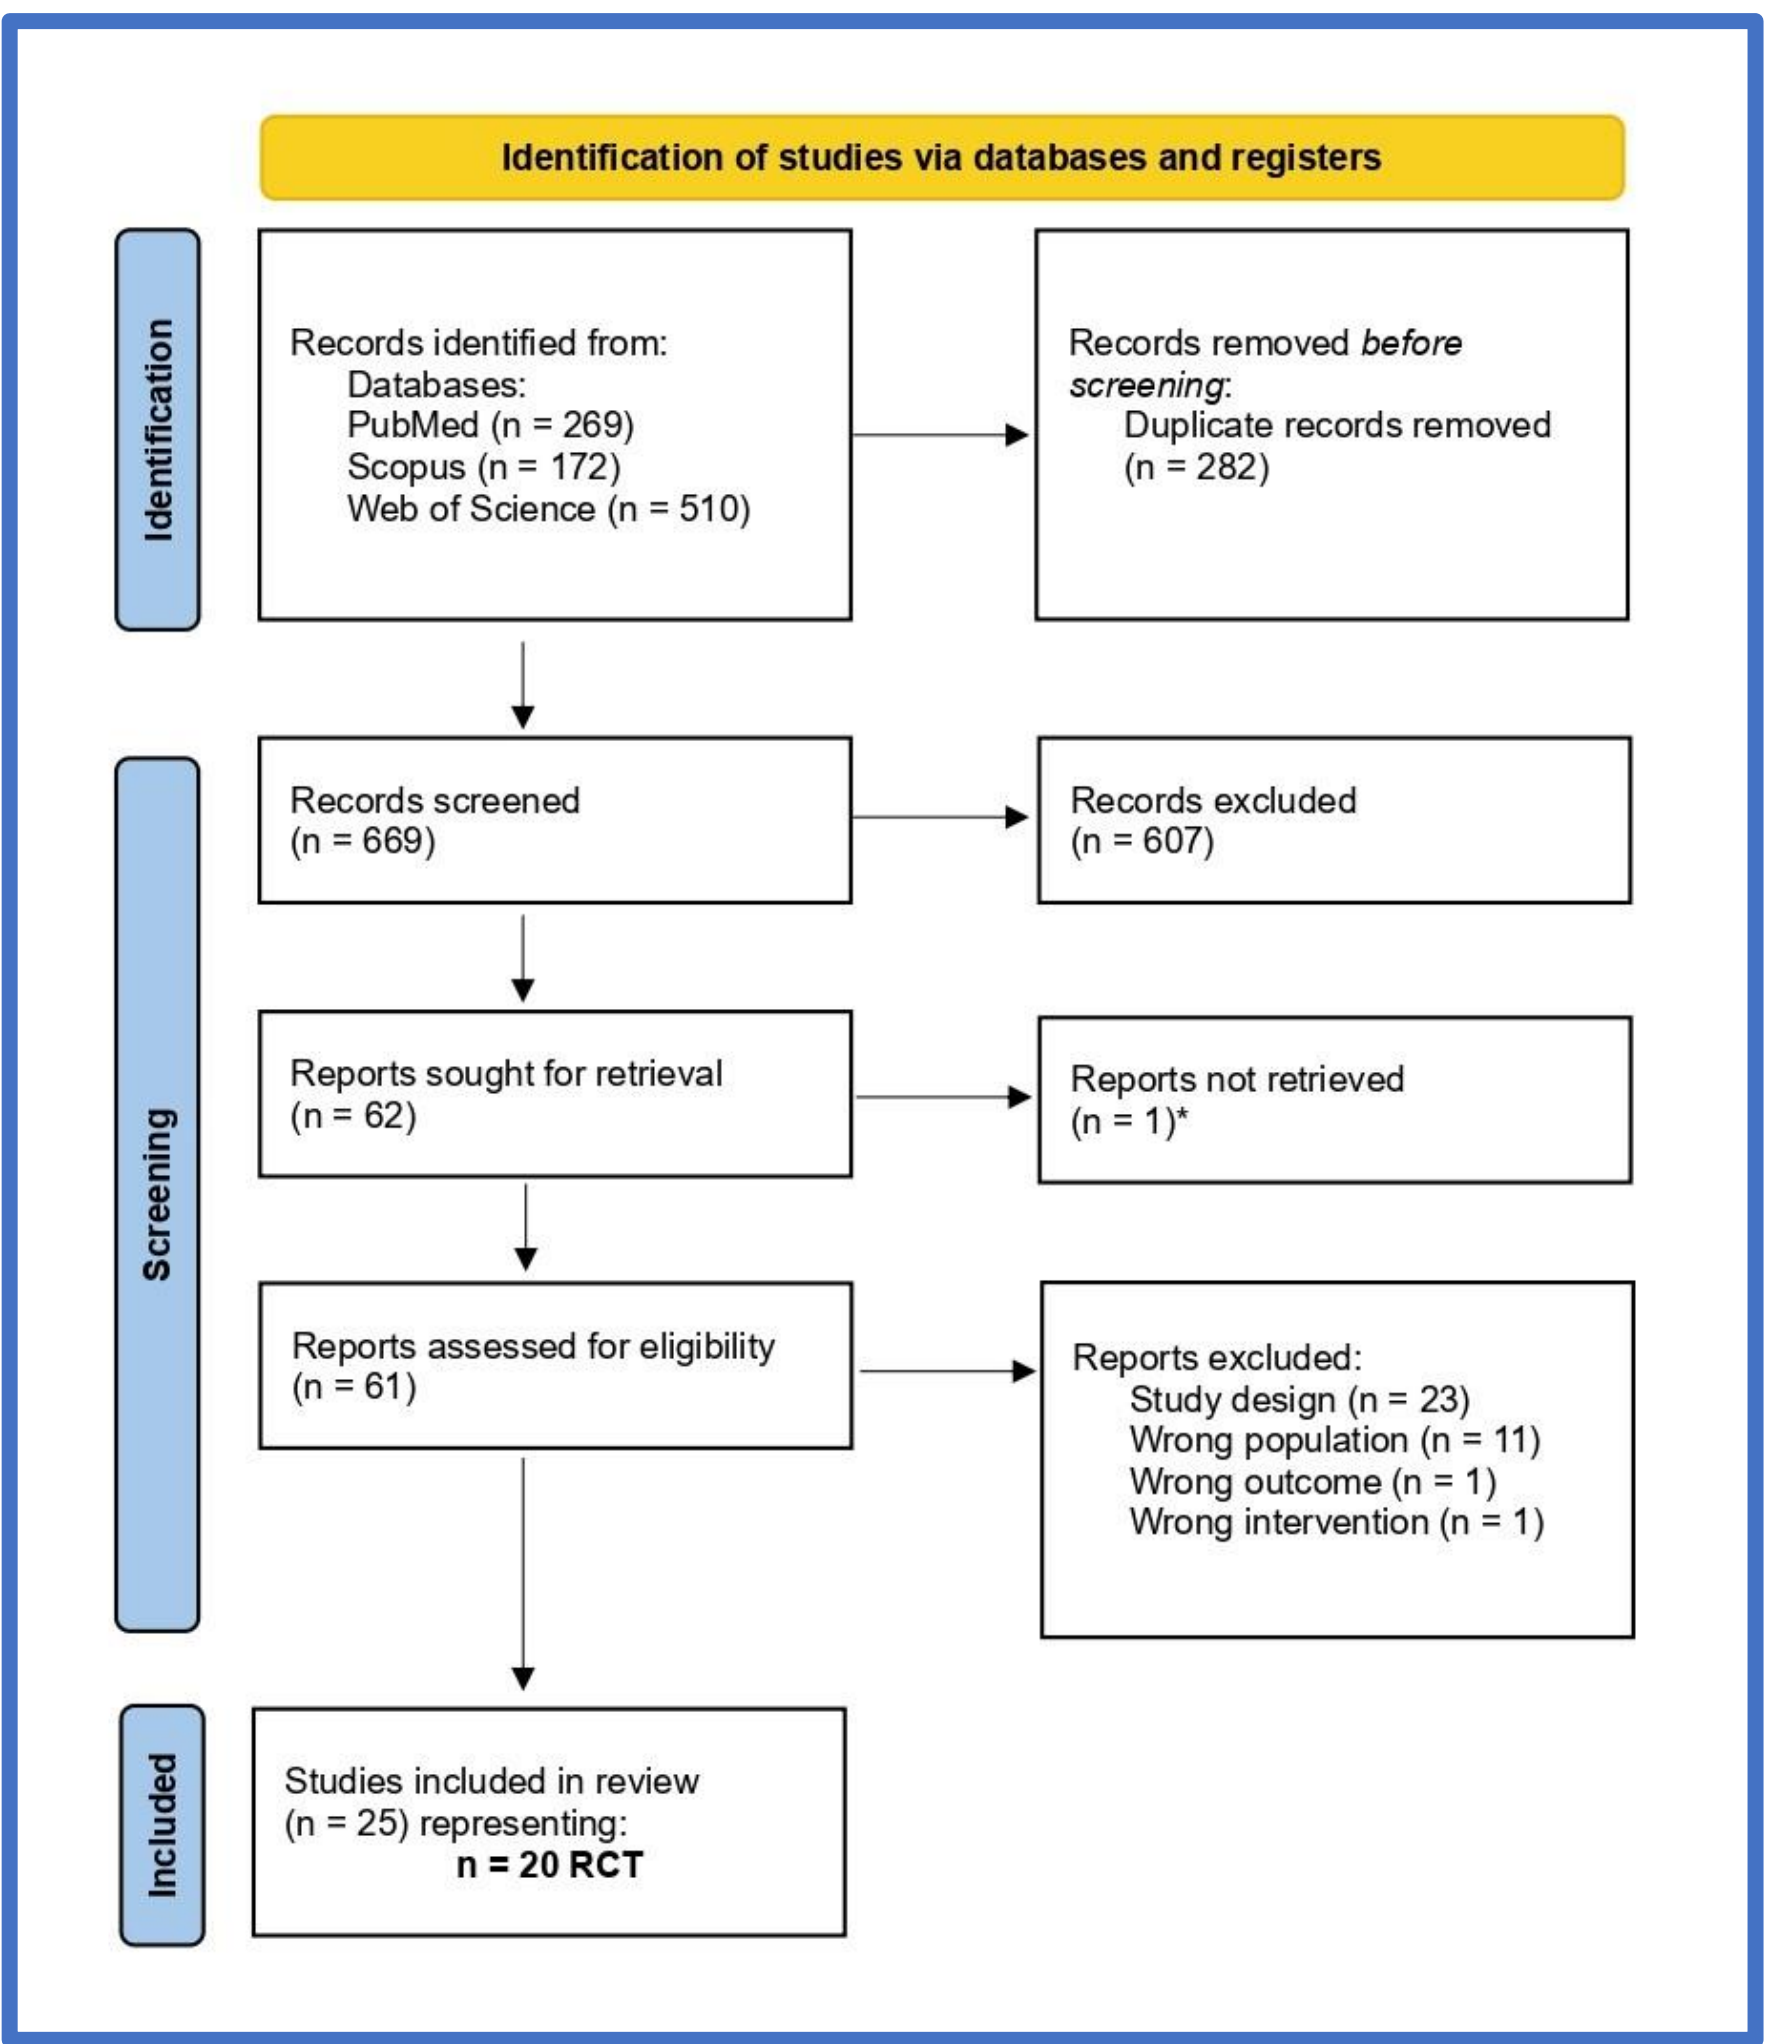 Identification of studies via databases and registers
Identification
Records identified from:
Databases:
PubMed (n = 269)
Scopus (n = 172)
Web of Science (n = 510)
Records removed before
screening:
Duplicate records removed
(n = 282)
Screening
Records screened
(n = 669)
Records excluded
(n = 607)
Reports sought for retrieval
(n = 62)
Reports not retrieved
(n = 1)*
Reports assessed for eligibility
(n = 61)
Reports excluded:
Study design (n = 23)
Wrong population (n = 11)
Wrong outcome (n = 1)
Wrong intervention (n = 1)
Included
Studies included in review
(n = 25) representing:
n = 20 RCT